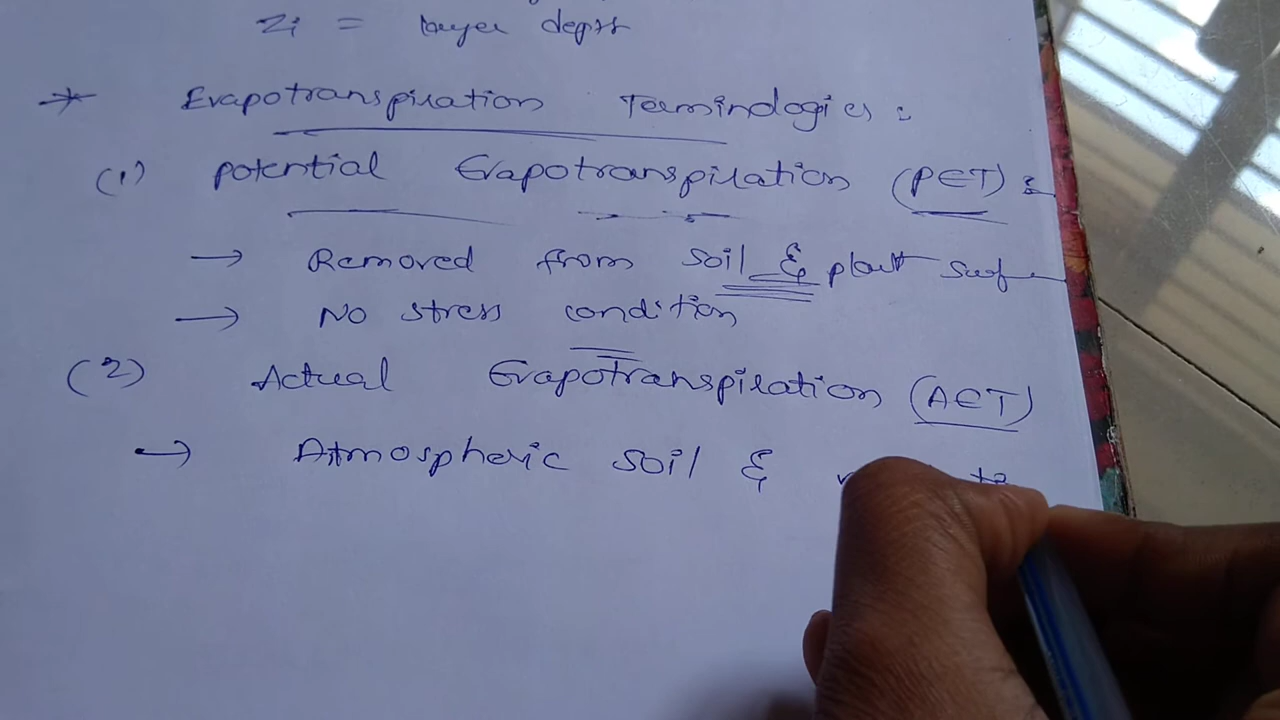 Zi = layer depth
* Evapotranspiration Terminologies :
(1) Potential Evapotranspiration (PET) :
→ Removed from soil & plant
→ No stress condition
(2) Actual Evapotranspiration (AET)
→ Atmospheric soil &